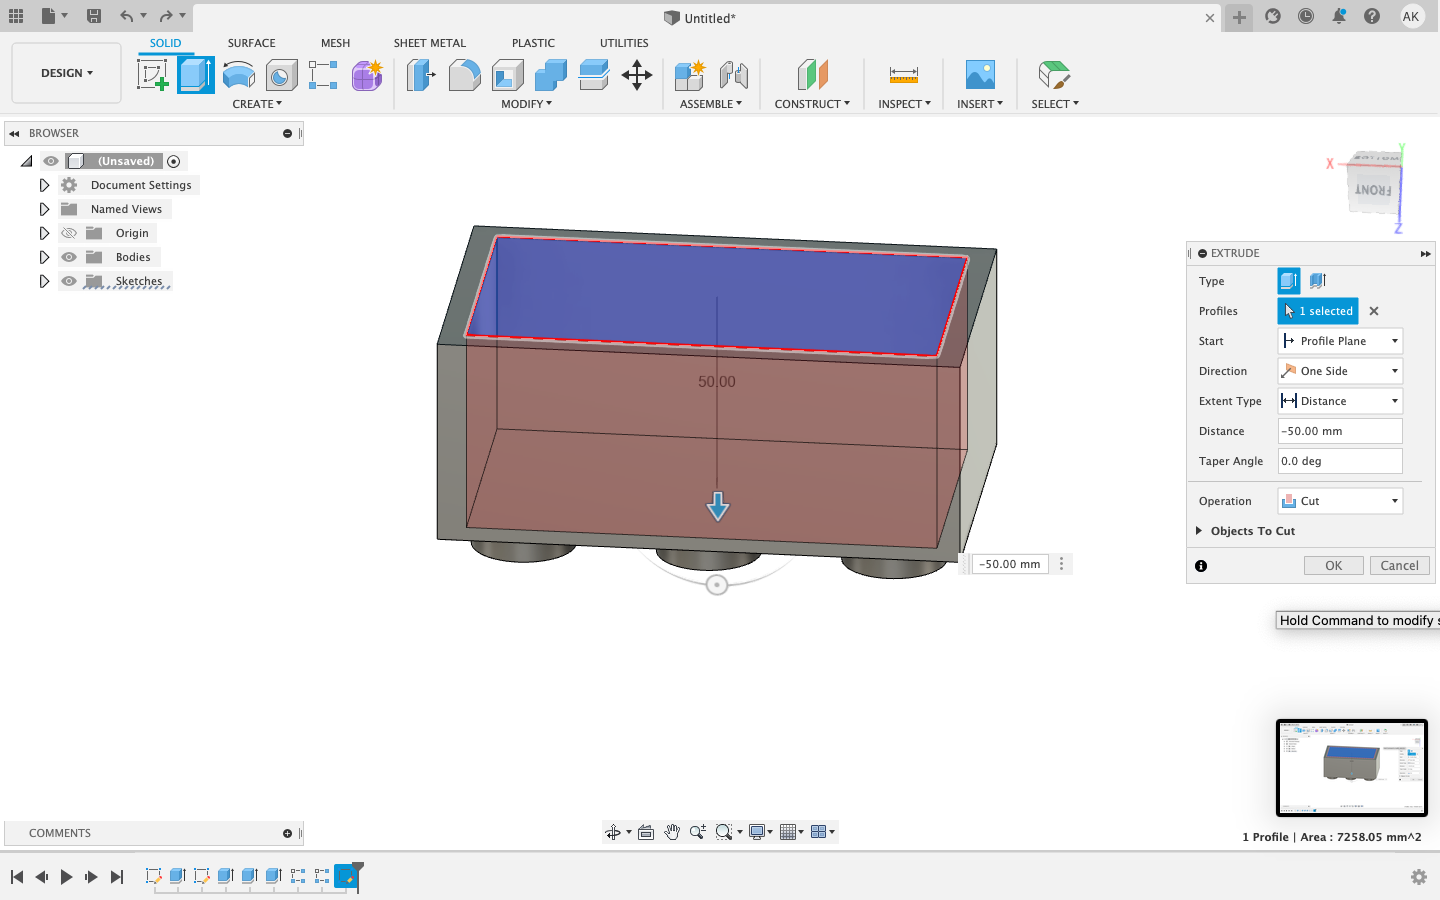 Untitled*
AK
SOLID SURFACE MESH SHEET METAL PLASTIC UTILITIES
DESIGN
CREATE MODIFY ASSEMBLE CONSTRUCT INSPECT INSERT SELECT
BROWSER
(Unsaved)
Document Settings
Named Views
Origin
Bodies
Sketches
Y
X
FRONT
Z
50.00
-50.00 mm
EXTRUDE
Type
Profiles 1 selected
Start Profile Plane
Direction One Side
Extent Type Distance
Distance -50.00 mm
Taper Angle 0.0 deg
Operation Cut
Objects To Cut
OK Cancel
Hold Command to modify s
1 Profile | Area : 7258.05 mm^2
COMMENTS